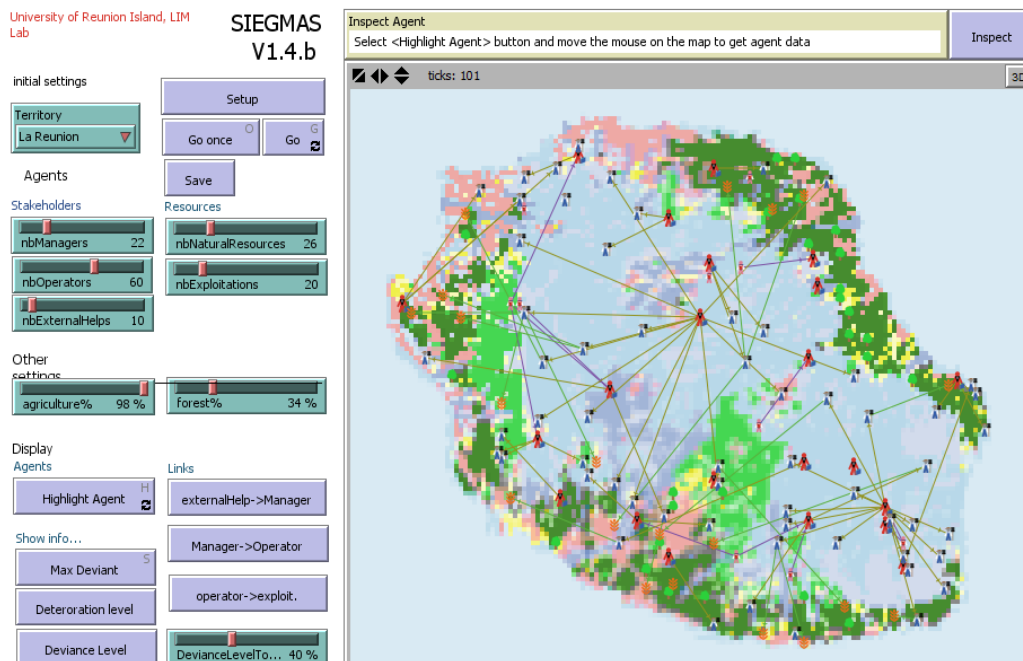 University of Reunion Island, LIM
Lab
SIEGMAS
V1.4.b
initial settings
Territory
La Reunion
Setup
Go once
O
Go
G
Agents
Save
Stakeholders
Resources
nbManagers 22
nbNaturalResources 26
nbOperators 60
nbExploitations 20
nbExternalHelps 10
Other
settings
agriculture% 98 %
forest% 34 %
Display
Agents
Links
Highlight Agent
H
externalHelp->Manager
Show info...
Manager->Operator
Max Deviant
S
operator->exploit.
Deteroration level
Deviance Level
DevianceLevelTo... 40 %
Inspect Agent
Select <Highlight Agent> button and move the mouse on the map to get agent data
Inspect
ticks: 101
3D